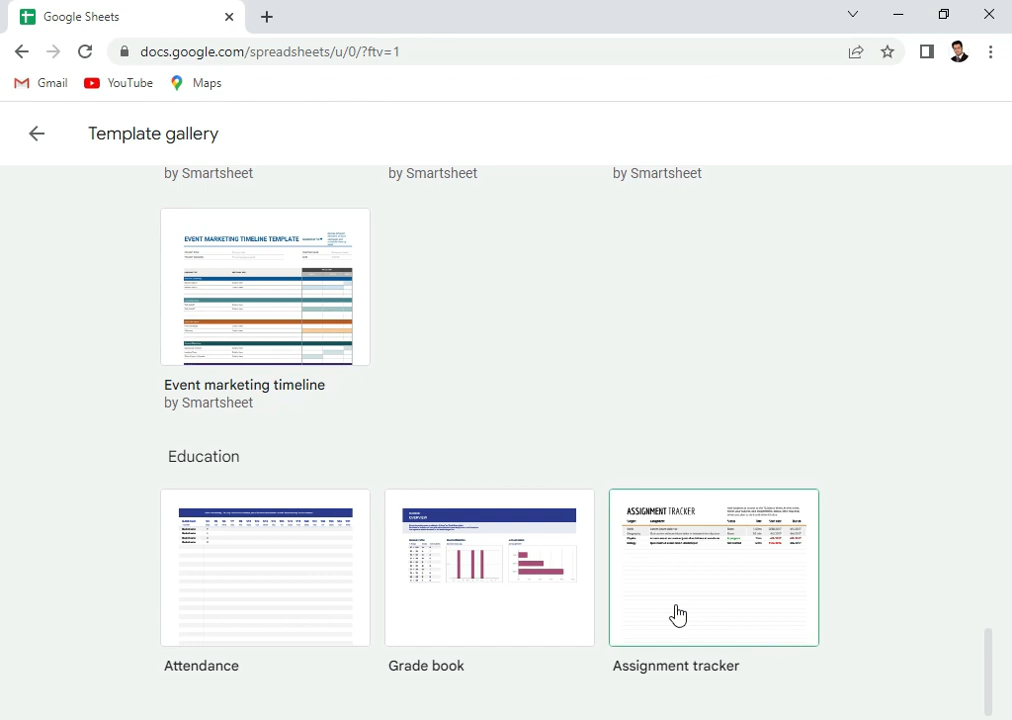 Google Sheets
docs.google.com/spreadsheets/u/0/?ftv=1
Gmail YouTube Maps
Template gallery
by Smartsheet by Smartsheet by Smartsheet
EVENT MARKETING TIMELINE TEMPLATE
Event marketing timeline
by Smartsheet
Education
OVERVIEW
ASSIGNMENT TRACKER
Attendance Grade book Assignment tracker